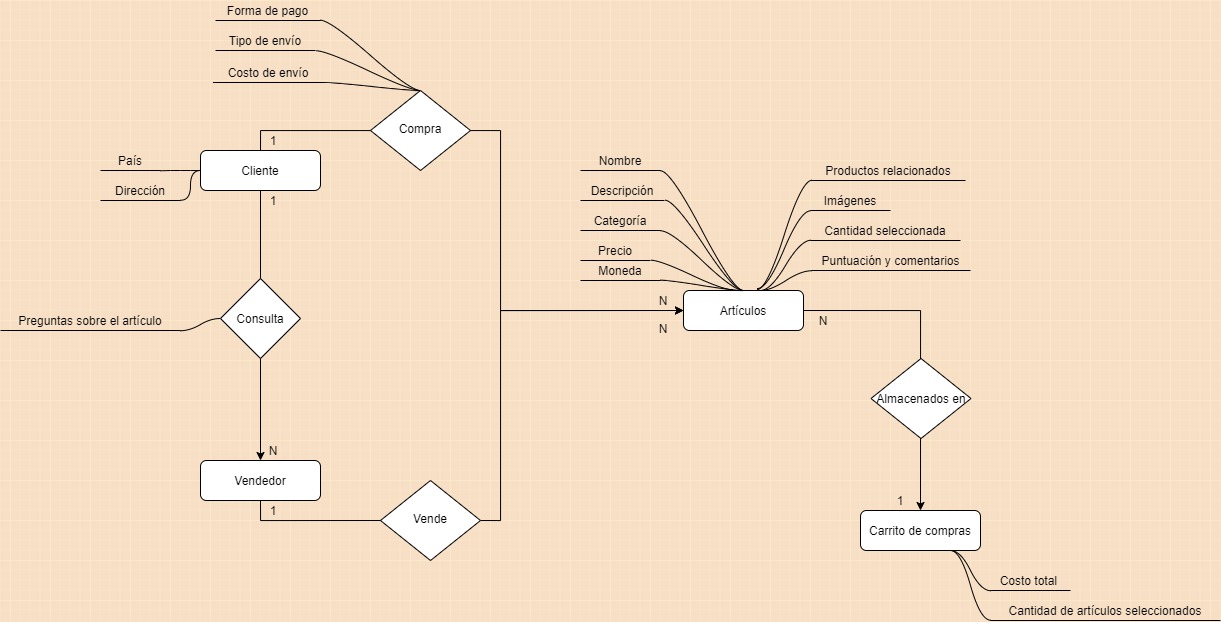 Forma de pago
Tipo de envío
Costo de envío
Compra
1
Cliente
País
Dirección
1
Nombre
Descripción
Categoría
Precio
Moneda
Productos relacionados
Imágenes
Cantidad seleccionada
Puntuación y comentarios
Preguntas sobre el artículo
Consulta
N
N
Artículos
N
Almacenados en
N
Vendedor
1
Vende
1
Carrito de compras
Costo total
Cantidad de artículos seleccionados